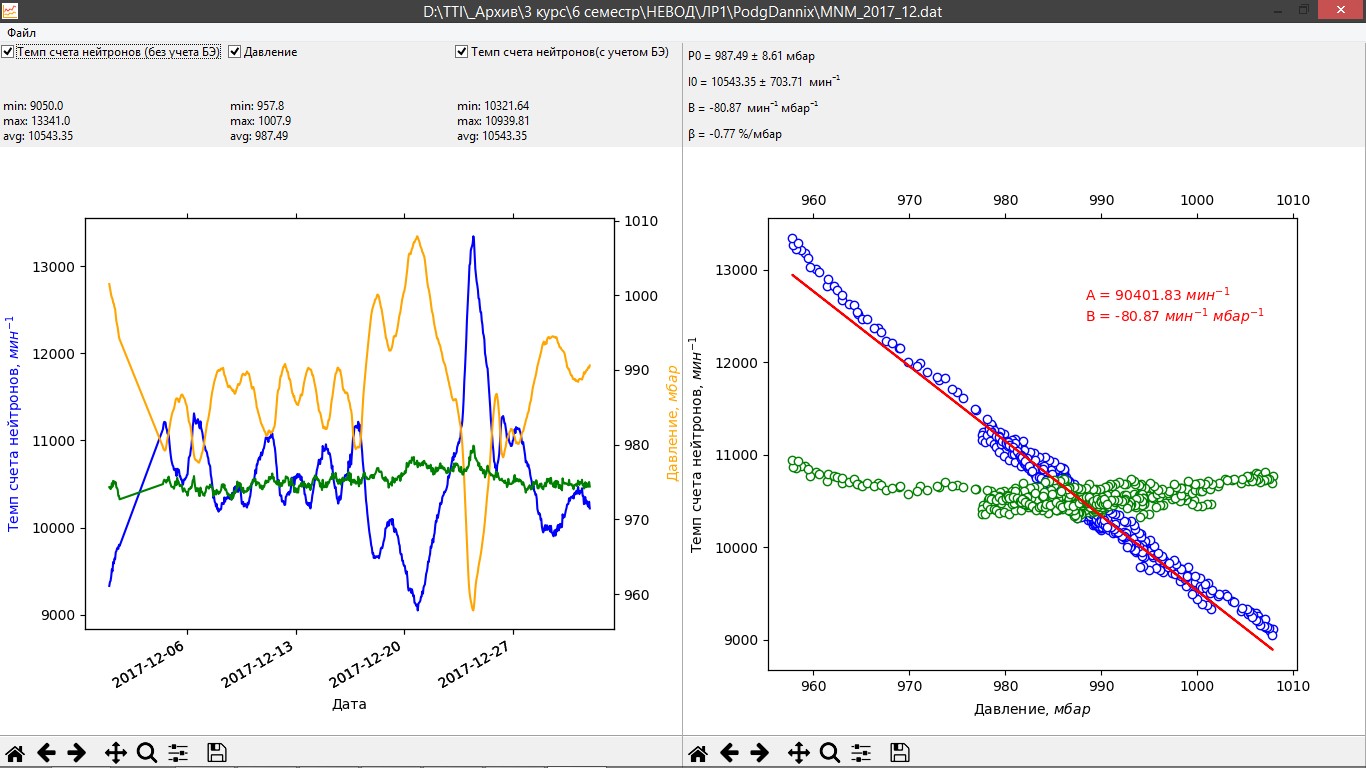 D:\TTI\_Архив\3 курс\6 семестр\НЕВОД\ЛР1\PodgDannix\MNM_2017_12.dat
Файл
Темп счета нейтронов (без учета БЭ)
Давление
Темп счета нейтронов(с учетом БЭ)
min: 9050.0
max: 13341.0
avg: 10543.35
min: 957.8
max: 1007.9
avg: 987.49
min: 10321.64
max: 10939.81
avg: 10543.35
P0 = 987.49 ± 8.61 мбар
I0 = 10543.35 ± 703.71 мин⁻¹
B = -80.87 мин⁻¹ мбар⁻¹
β = -0.77 %/мбар
Темп счета нейтронов, мин⁻¹
13000
12000
11000
10000
9000
1010
1000
990
980
970
960
Давление, мбар
2017-12-06
2017-12-13
2017-12-20
2017-12-27
Дата
960
970
980
990
1000
1010
Темп счета нейтронов, мин⁻¹
13000
12000
11000
10000
9000
A = 90401.83 мин⁻¹
B = -80.87 мин⁻¹ мбар⁻¹
960
970
980
990
1000
1010
Давление, мбар